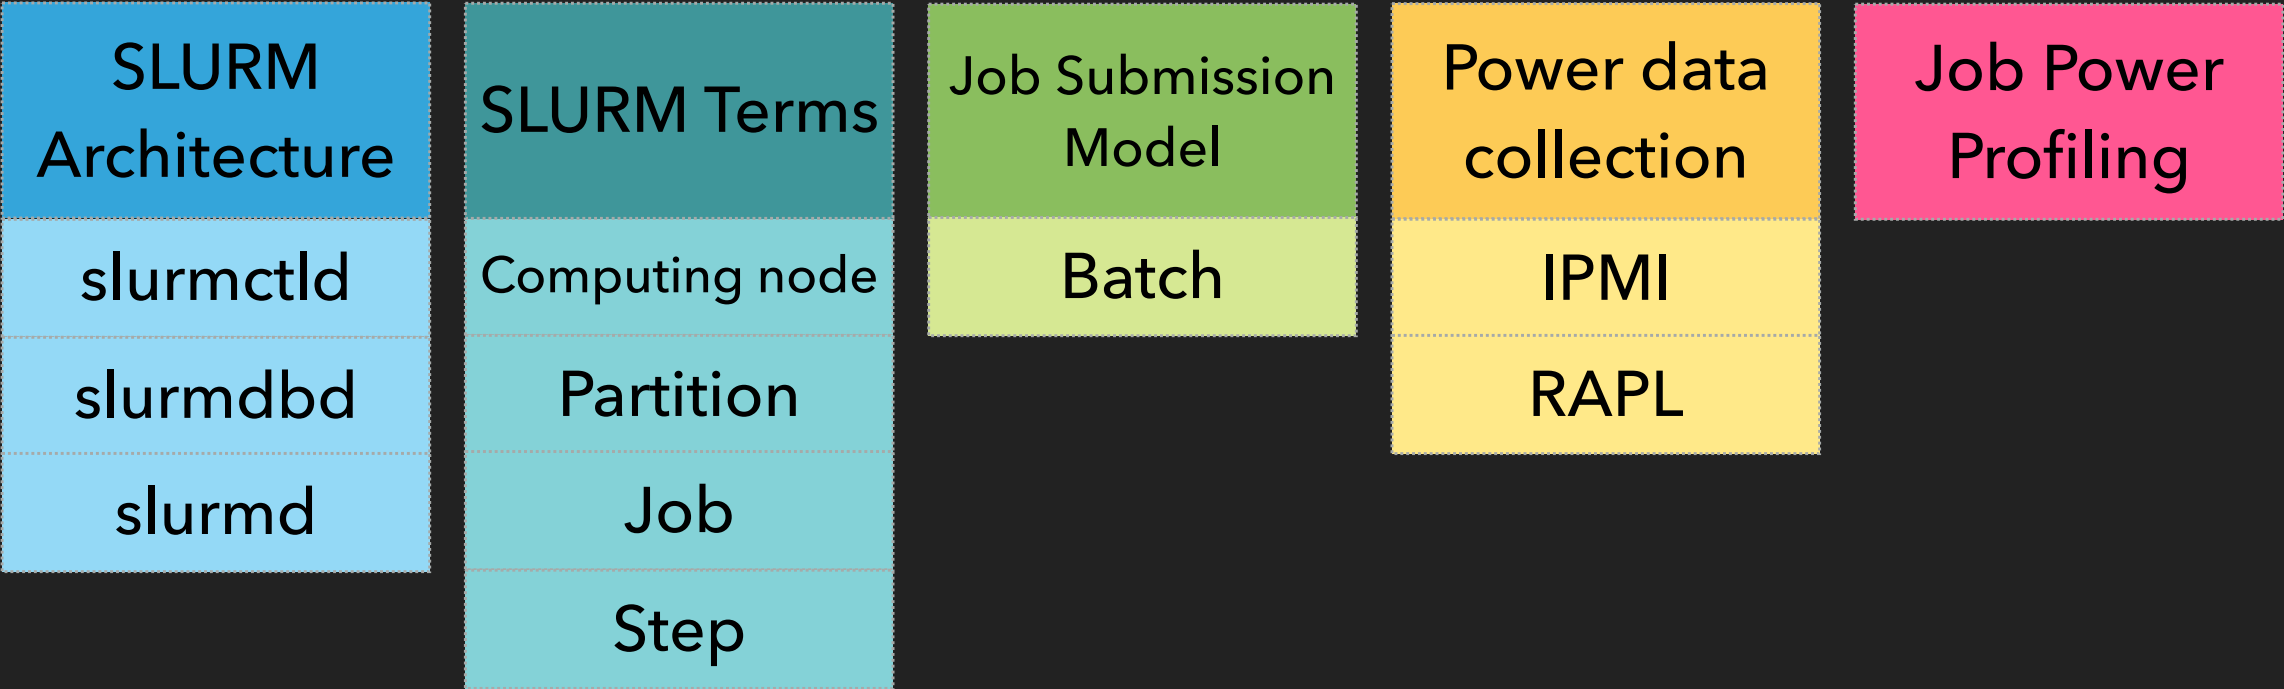 SLURM
Architecture
slurmctld
slurmdbd
slurmd
SLURM Terms
Computing node
Partition
Job
Step
Job Submission
Model
Batch
Power data
collection
IPMI
RAPL
Job Power
Profiling